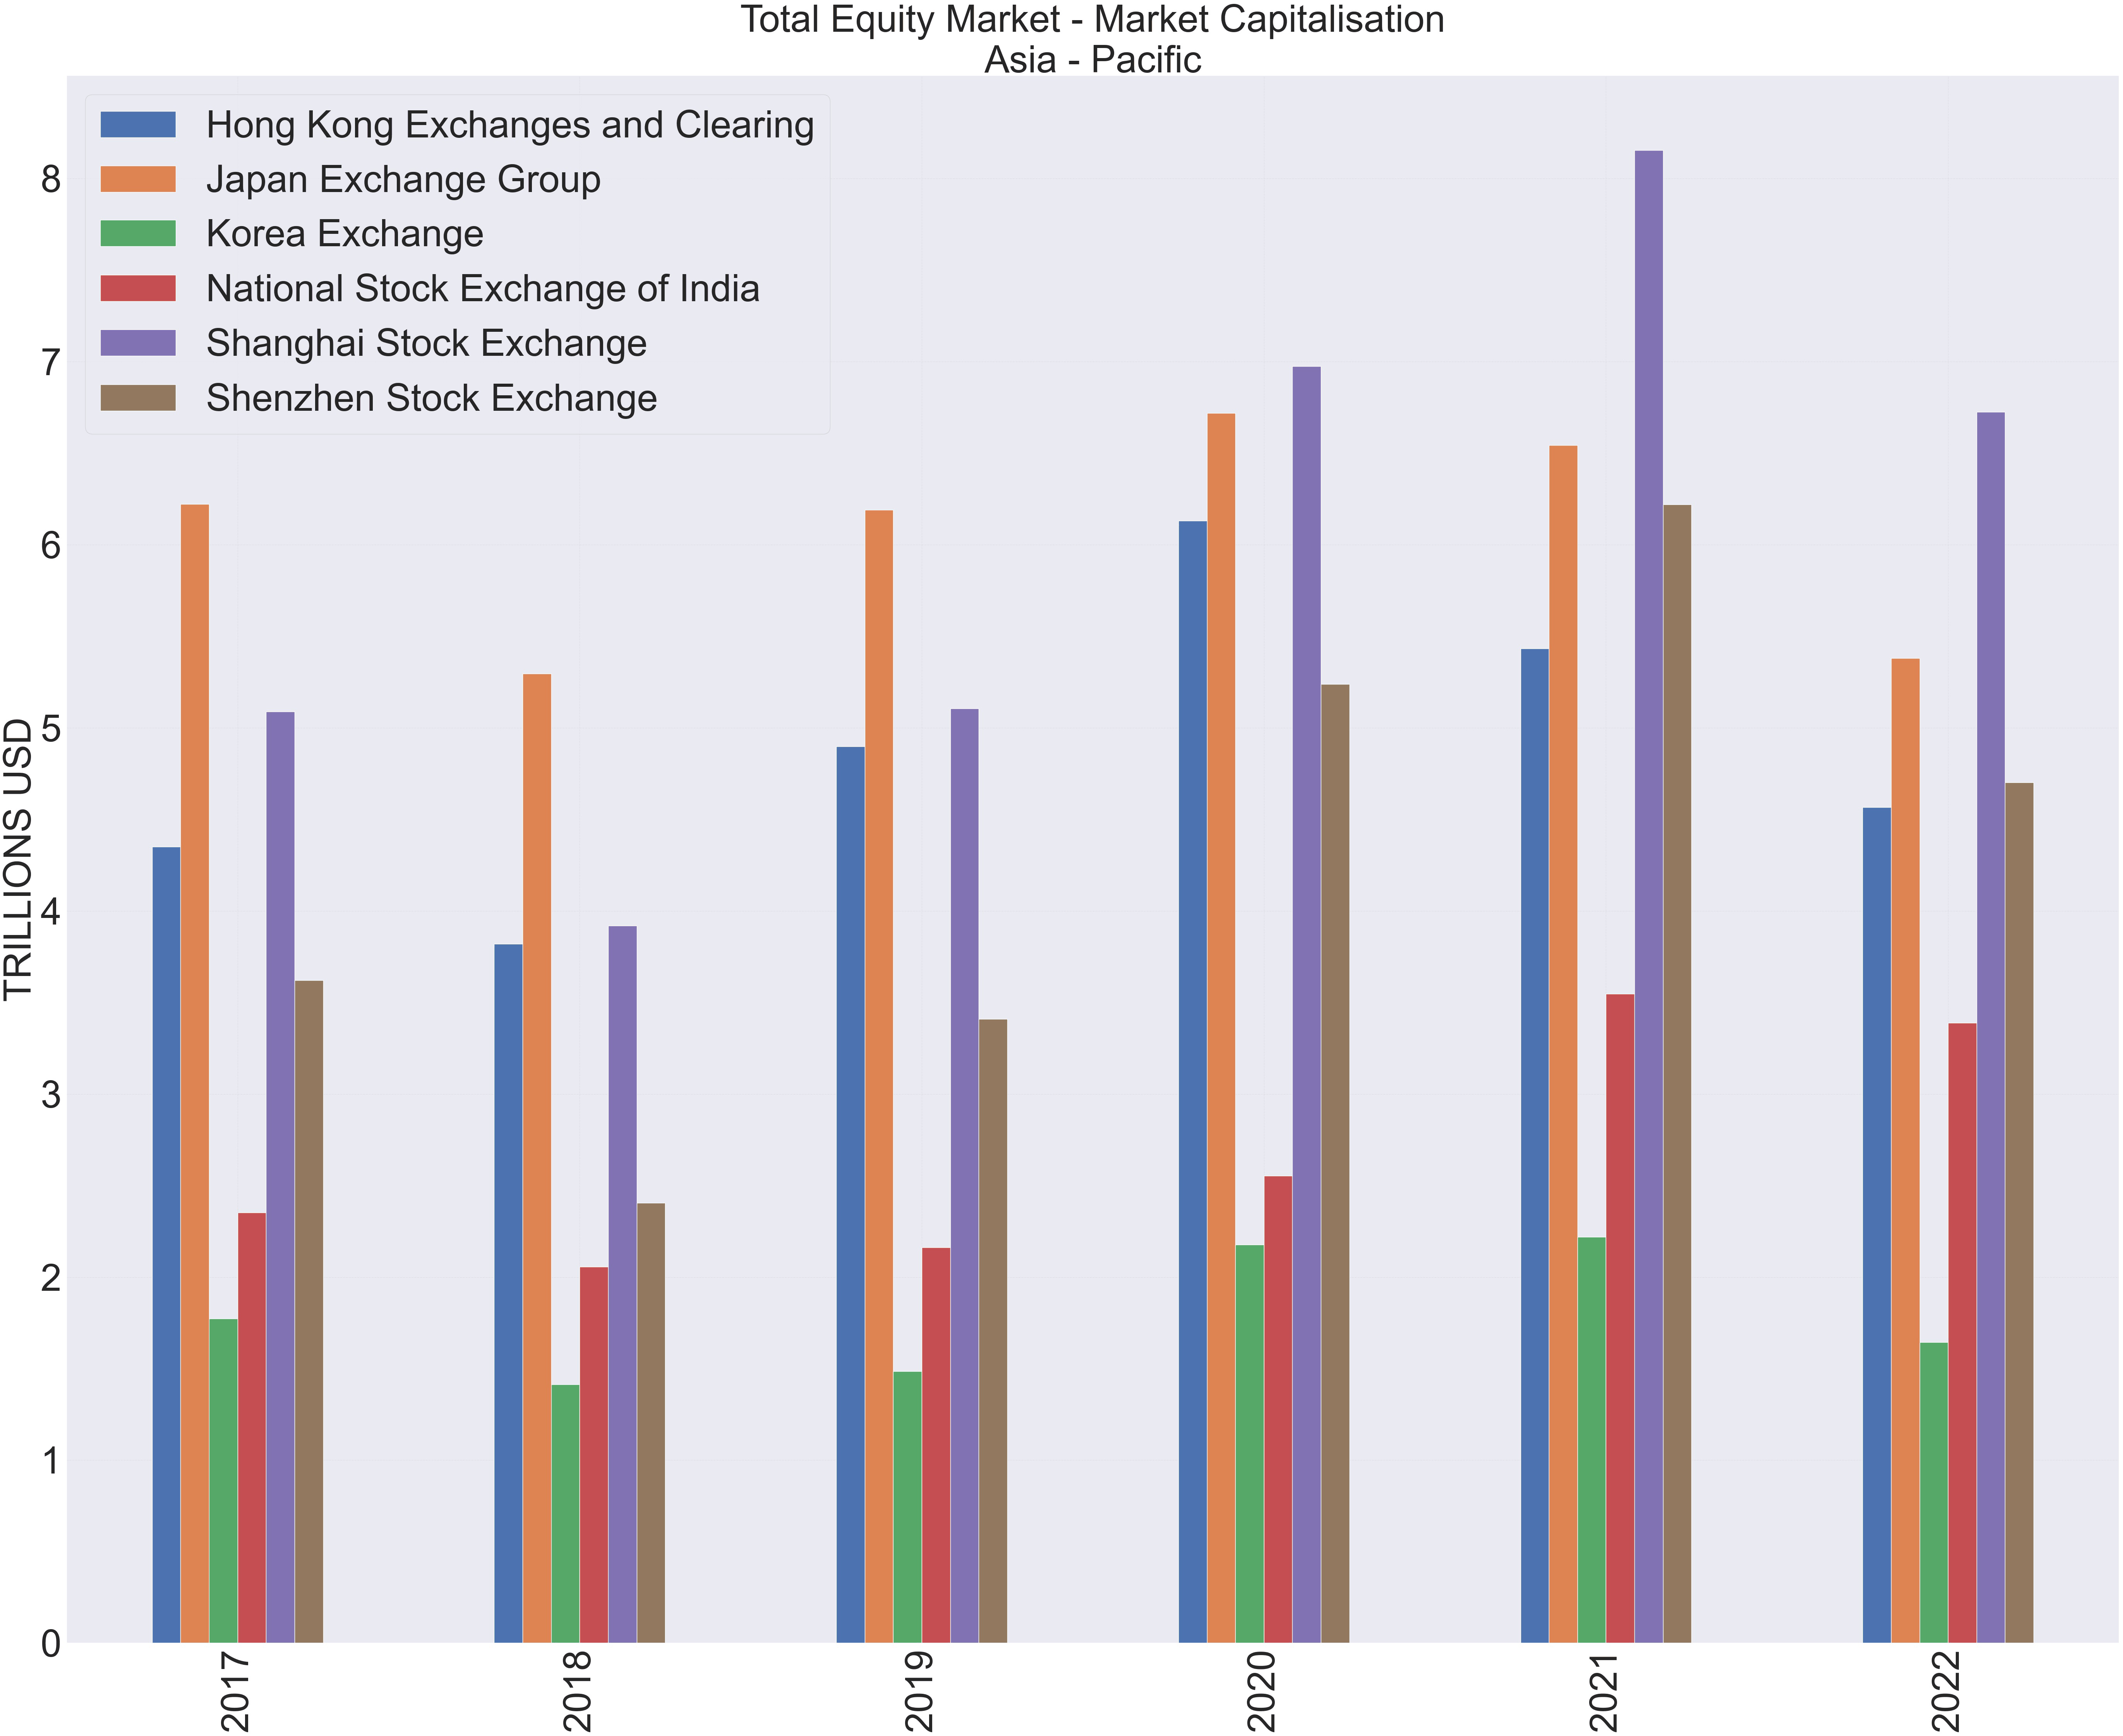 Total Equity Market - Market Capitalisation
Asia - Pacific
Hong Kong Exchanges and Clearing
Japan Exchange Group
Korea Exchange
National Stock Exchange of India
Shanghai Stock Exchange
Shenzhen Stock Exchange
TRILLIONS USD
8
7
6
5
4
3
2
1
0
2017
2018
2019
2020
2021
2022